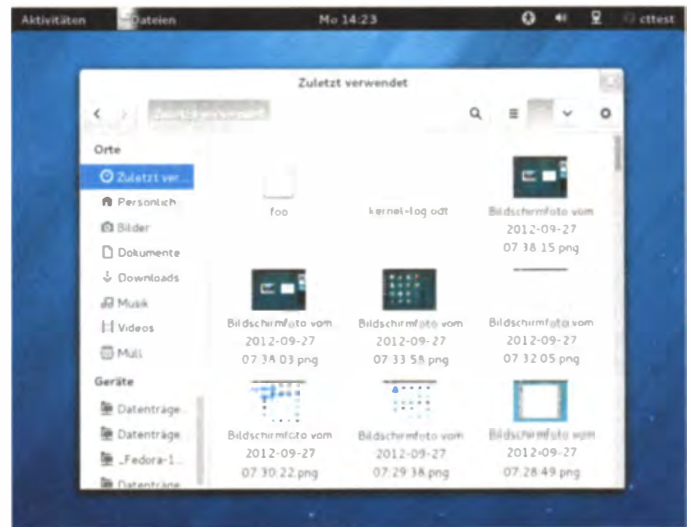 Aktivitäten Dateien Mo 14:23 cttest
Zuletzt verwendet
Orte
Zuletzt ver...
Persönlich
Bilder
Dokumente
Downloads
Musik
Videos
Müll
Geräte
Datenträge...
Datenträge...
_Fedora-1...
Datenträge
foo
kernel-log.odt
Bildschirmfoto vom
2012-09-27
07:38:15.png
Bildschirmfoto vom
2012-09-27
07:38:03.png
Bildschirmfoto vom
2012-09-27
07:33:58.png
Bildschirmfoto vom
2012-09-27
07:32:05.png
Bildschirmfoto vom
2012-09-27
07:30:22.png
Bildschirmfoto vom
2012-09-27
07:29:38.png
Bildschirmfoto vom
2012-09-27
07:28:49.png